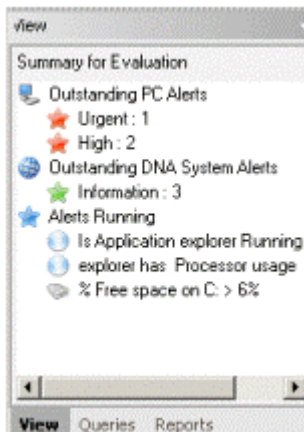 View
Summary for Evaluation
Outstanding PC Alerts
Urgent : 1
High : 2
Outstanding DNA System Alerts
Information : 3
Alerts Running
Is Application explorer Running
explorer has Processor usage
% Free space on C: > 6%
View Queries Reports